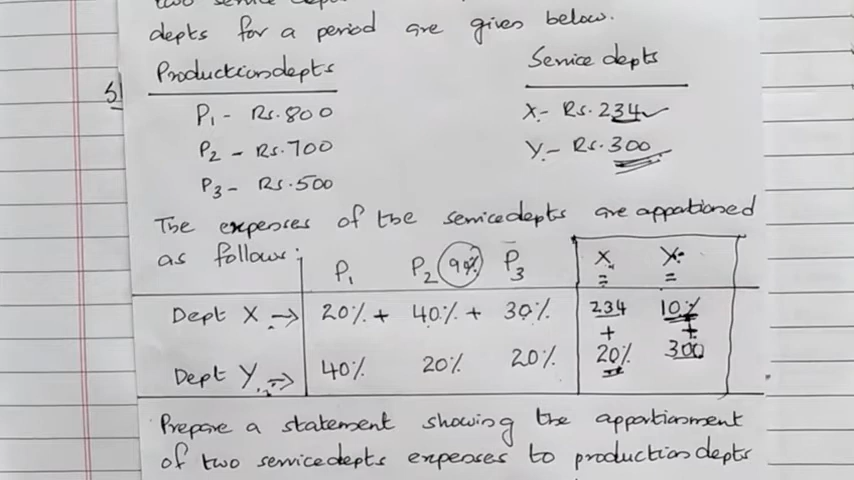 two service dept
depts for a period are given below.
Production depts Service depts
5)
P1 - Rs.800 X - Rs.234
P2 - Rs.700 Y - Rs.300
P3 - Rs.500
The expenses of the service depts are apportioned
as follows:
P1 P2 90% P3 X Y
= =
Dept X → 20% + 40% + 30% 234 10%
+ +
Dept Y → 40% 20% 20% 20% 300
Prepare a statement showing the apportionment
of two service depts expenses to production depts